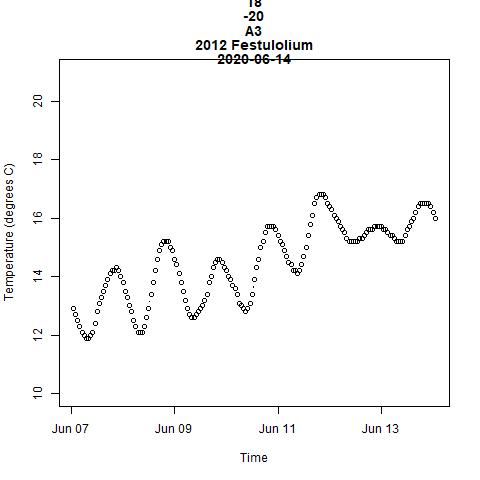 18
-20
A3
2012 Festulolium
2020-06-14
Temperature (degrees C)
20
18
16
14
12
10
Jun 07
Jun 09
Jun 11
Jun 13
Time